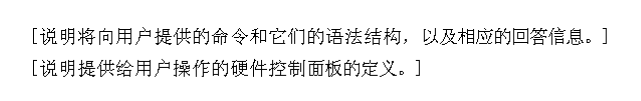 [说明将向用户提供的命令和它们的语法结构，以及相应的回答信息。]
[说明提供给用户操作的硬件控制面板的定义。]